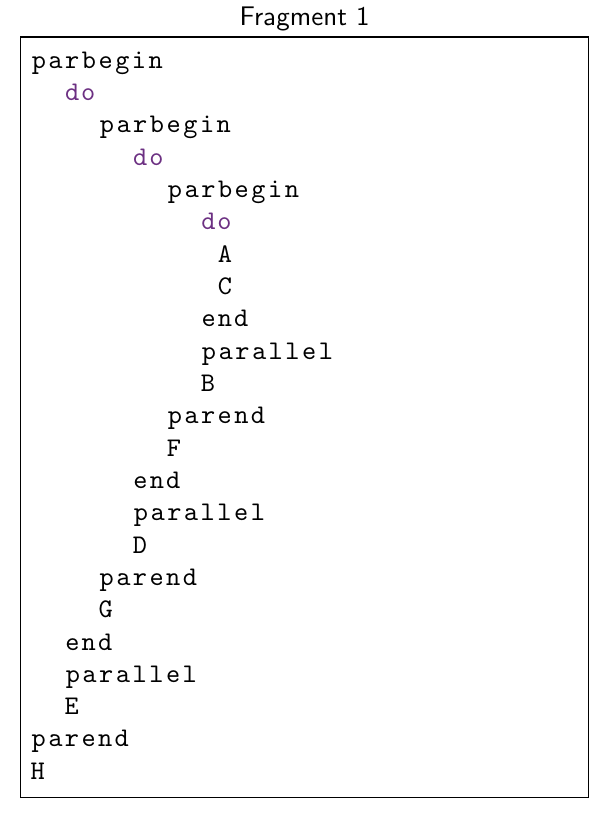 Fragment 1
parbegin
do
parbegin
do
parbegin
do
A
C
end
parallel
B
parend
F
end
parallel
D
parend
G
end
parallel
E
parend
H